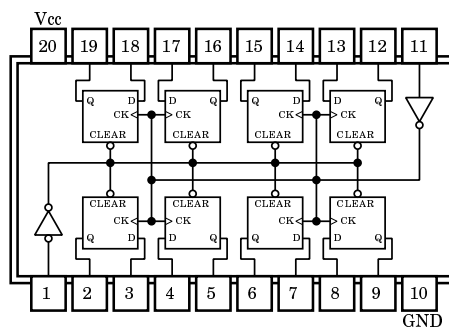 Vcc
20 19 18 17 16 15 14 13 12 11
Q D D Q Q D D Q
CK CK CK CK
CLEAR CLEAR CLEAR CLEAR
CLEAR CLEAR CLEAR CLEAR
CK CK CK CK
Q D D Q Q D D Q
1 2 3 4 5 6 7 8 9 10
GND